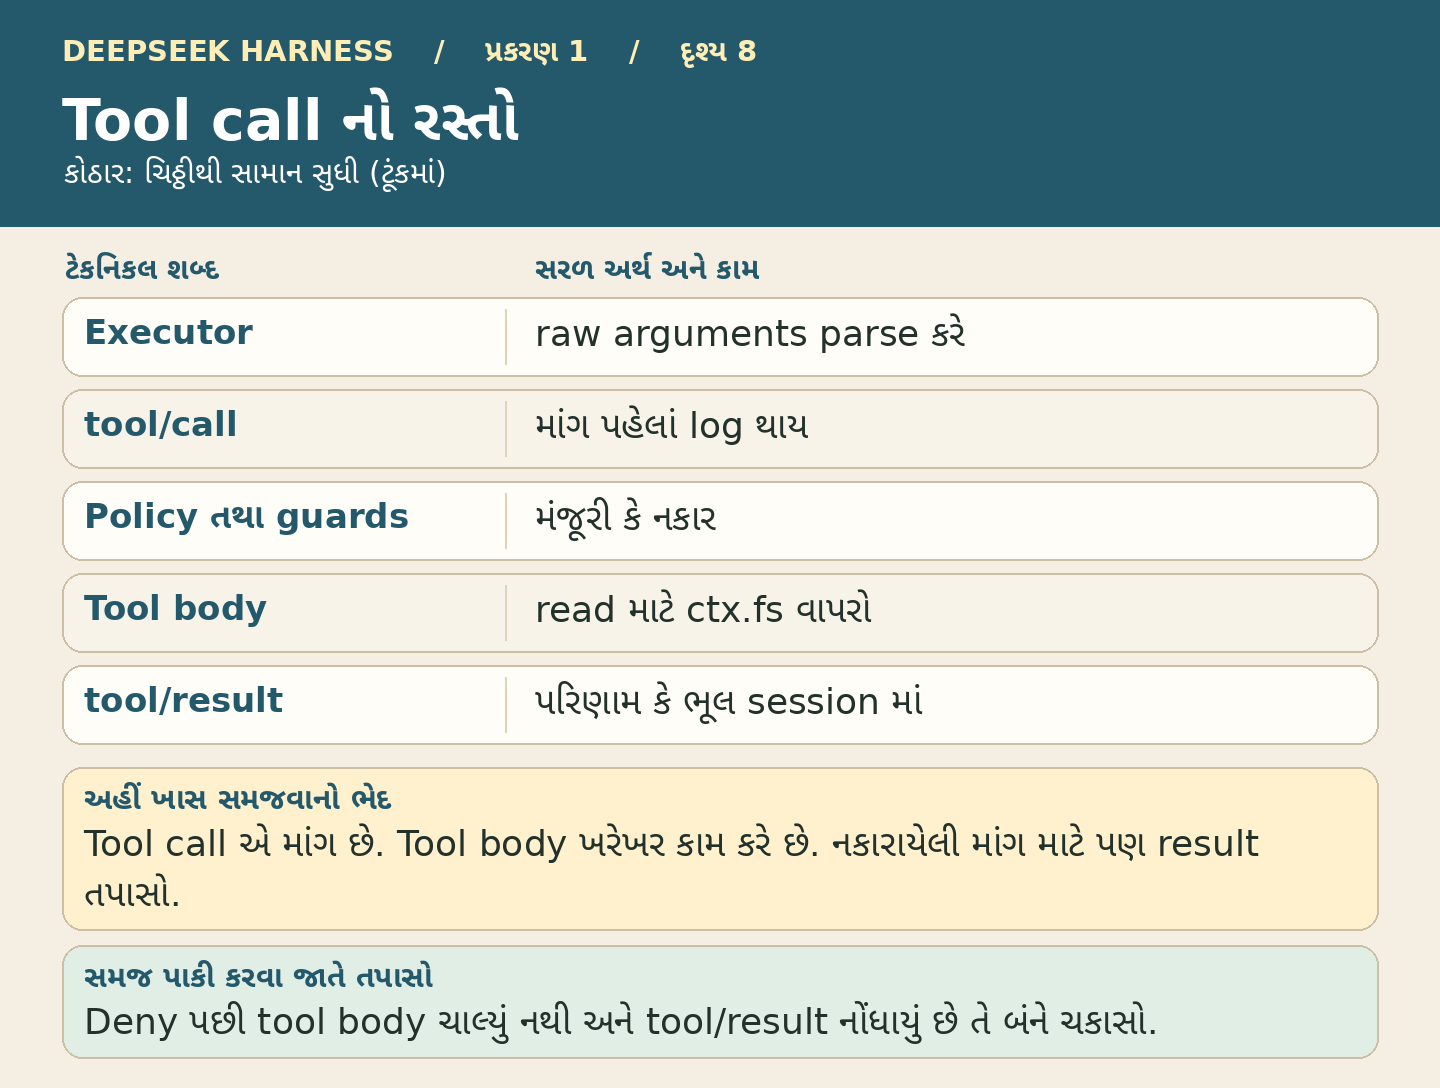 DEEPSEEK HARNESS / પ્રકરણ 1 / દૃશ્ય 8
Tool call નો રસ્તો
કોઠાર: ચિઠ્ઠીથી સામાન સુધી (ટૂંકમાં)
ટેકનિકલ શબ્દ સરળ અર્થ અને કામ
Executor raw arguments parse કરે
tool/call માંગ પહેલાં log થાય
Policy તથા guards મંજૂરી કે નકાર
Tool body read માટે ctx.fs વાપરો
tool/result પરિણામ કે ભૂલ session માં
અહીં ખાસ સમજવાનો ભેદ
Tool call એ માંગ છે. Tool body ખરેખર કામ કરે છે. નકારાયેલી માંગ માટે પણ result
તપાસો.
સમજ પાકી કરવા જાતે તપાસો
Deny પછી tool body ચાલ્યું નથી અને tool/result નોંધાયું છે તે બંને ચકાસો.